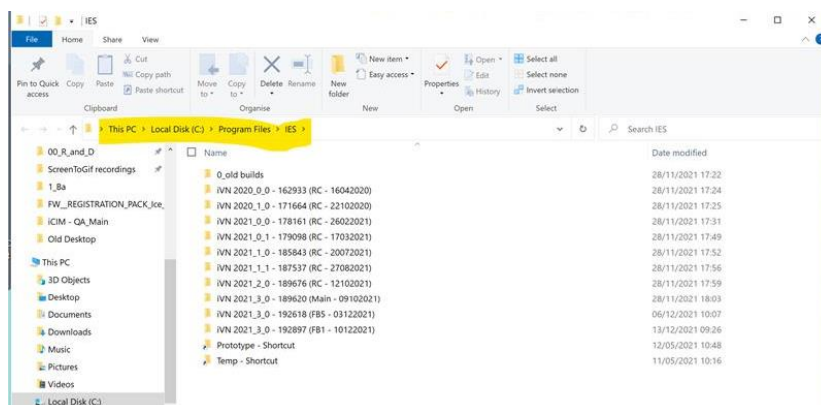 IES
File Home Share View
Pin to Quick access
Copy
Paste
Cut
Copy path
Paste shortcut
Clipboard
Move to
Copy to
Delete
Rename
Organise
New folder
New item
Easy access
New
Properties
Open
Edit
History
Open
Select all
Select none
Invert selection
Select
This PC > Local Disk (C:) > Program Files > IES >
Search IES
00_R_and_D
ScreenToGif recordings
1_Ba
FW__REGISTRATION_PACK_Ice_
iCIM - QA_Main
Old Desktop
This PC
3D Objects
Desktop
Documents
Downloads
Music
Pictures
Videos
Local Disk (C:)
Name Date modified
0_old builds 28/11/2021 17:22
iVN 2020_0_0 - 162933 (RC - 16042020) 28/11/2021 17:24
iVN 2020_1_0 - 171664 (RC - 22102020) 28/11/2021 17:25
iVN 2021_0_0 - 178161 (RC - 26022021) 28/11/2021 17:31
iVN 2021_0_1 - 179098 (RC - 17032021) 28/11/2021 17:49
iVN 2021_1_0 - 185843 (RC - 20072021) 28/11/2021 17:52
iVN 2021_1_1 - 187537 (RC - 27082021) 28/11/2021 17:56
iVN 2021_2_0 - 189676 (RC - 12102021) 28/11/2021 17:59
iVN 2021_3_0 - 189620 (Main - 09102021) 28/11/2021 18:03
iVN 2021_3_0 - 192618 (FB5 - 03122021) 06/12/2021 10:07
iVN 2021_3_0 - 192897 (FB1 - 10122021) 13/12/2021 09:26
Prototype - Shortcut 12/05/2021 10:48
Temp - Shortcut 11/05/2021 10:16